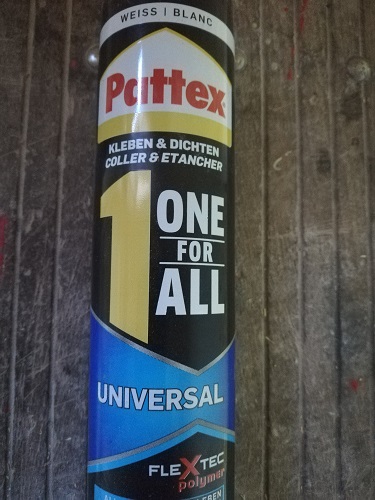 WEISS | BLANC
Pattex
KLEBEN & DICHTEN
COLLER & ETANCHER
1 ONE
FOR
ALL
UNIVERSAL
FLEXTEC
polymer